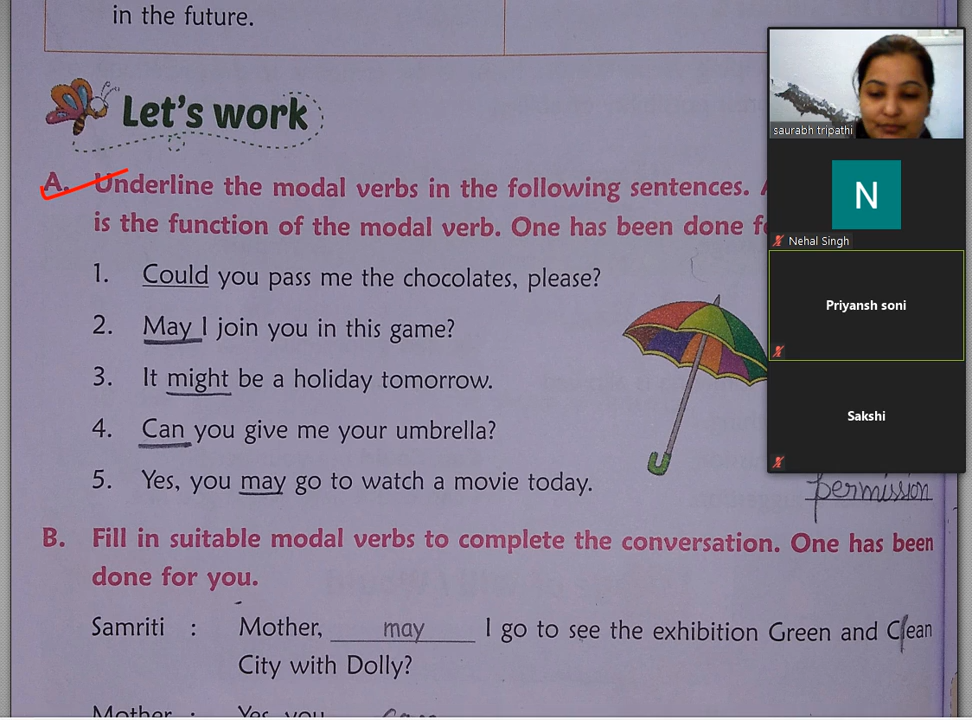 in the future.
Let's work
A. Underline the modal verbs in the following sentences.
is the function of the modal verb. One has been done
1. Could you pass me the chocolates, please?
2. May I join you in this game?
3. It might be a holiday tomorrow.
4. Can you give me your umbrella?
5. Yes, you may go to watch a movie today.
permission
B. Fill in suitable modal verbs to complete the conversation. One has been
done for you.
Samriti : Mother, may I go to see the exhibition Green and Clean
City with Dolly?
Mother : Yes, you can
saurabh tripathi
N
Nehal Singh
Priyansh soni
Sakshi